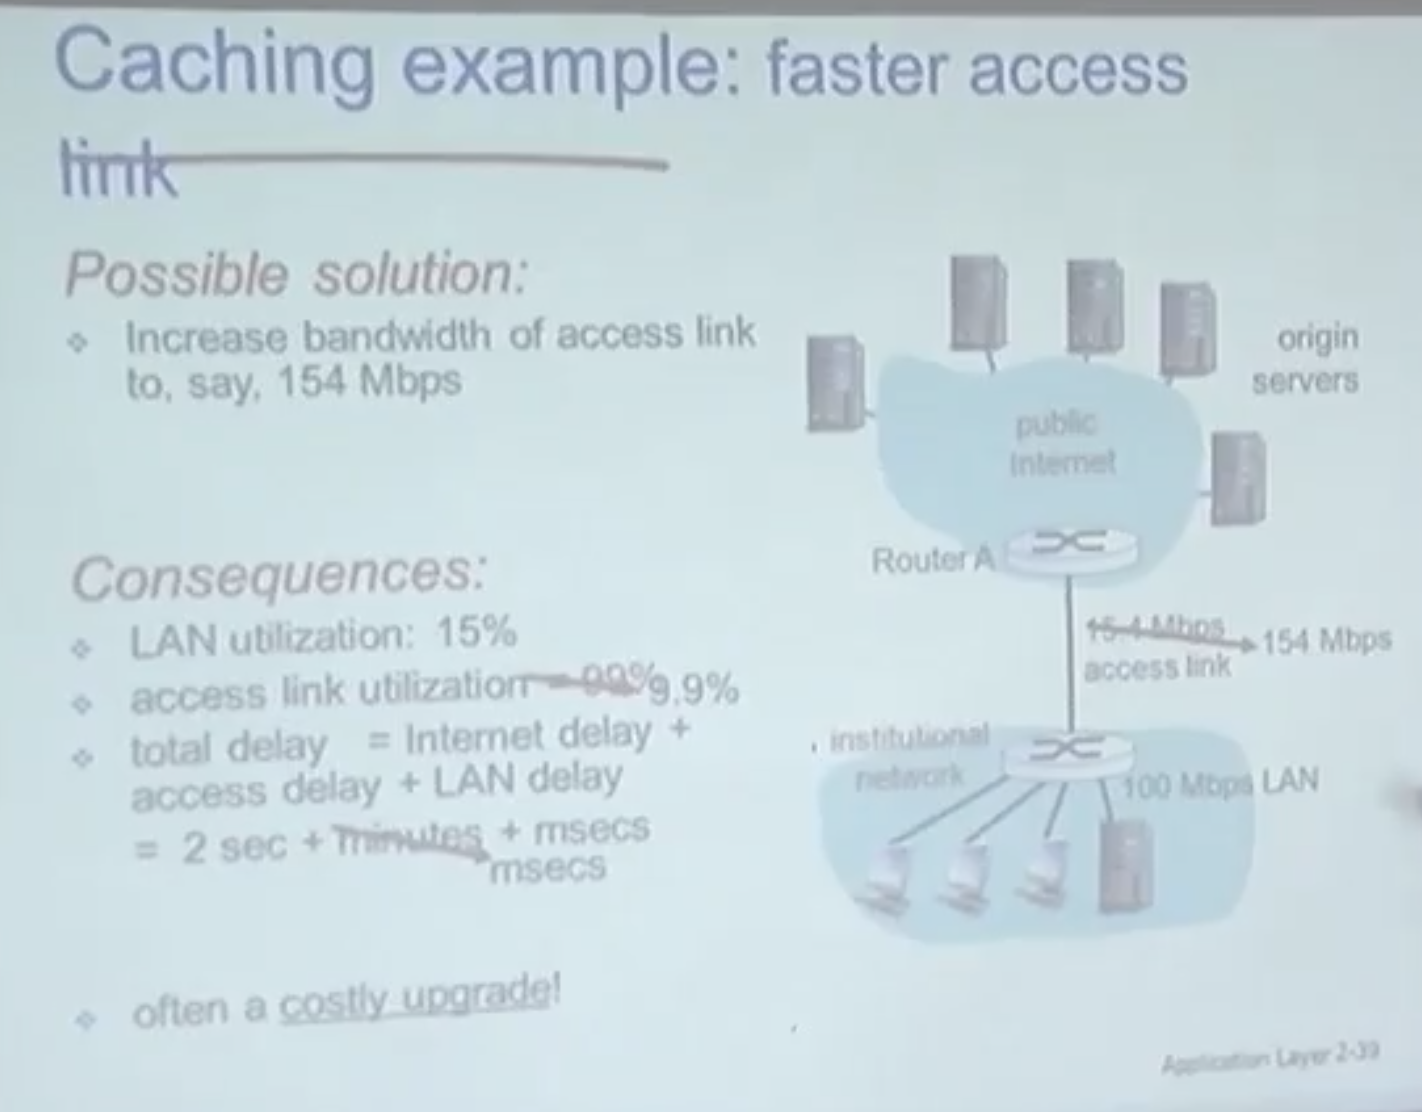 Caching example: faster access
link
Possible solution:
Increase bandwidth of access link
to, say, 154 Mbps
Consequences:
LAN utilization: 15%
access link utilization = 99% 9.9%
total delay = Internet delay +
access delay + LAN delay
= 2 sec + minutes + msecs
msecs
often a costly upgrade!
origin
servers
public
Internet
Router A
15.4 Mbps 154 Mbps
access link
institutional
network
100 Mbps LAN
Application Layer 2-39